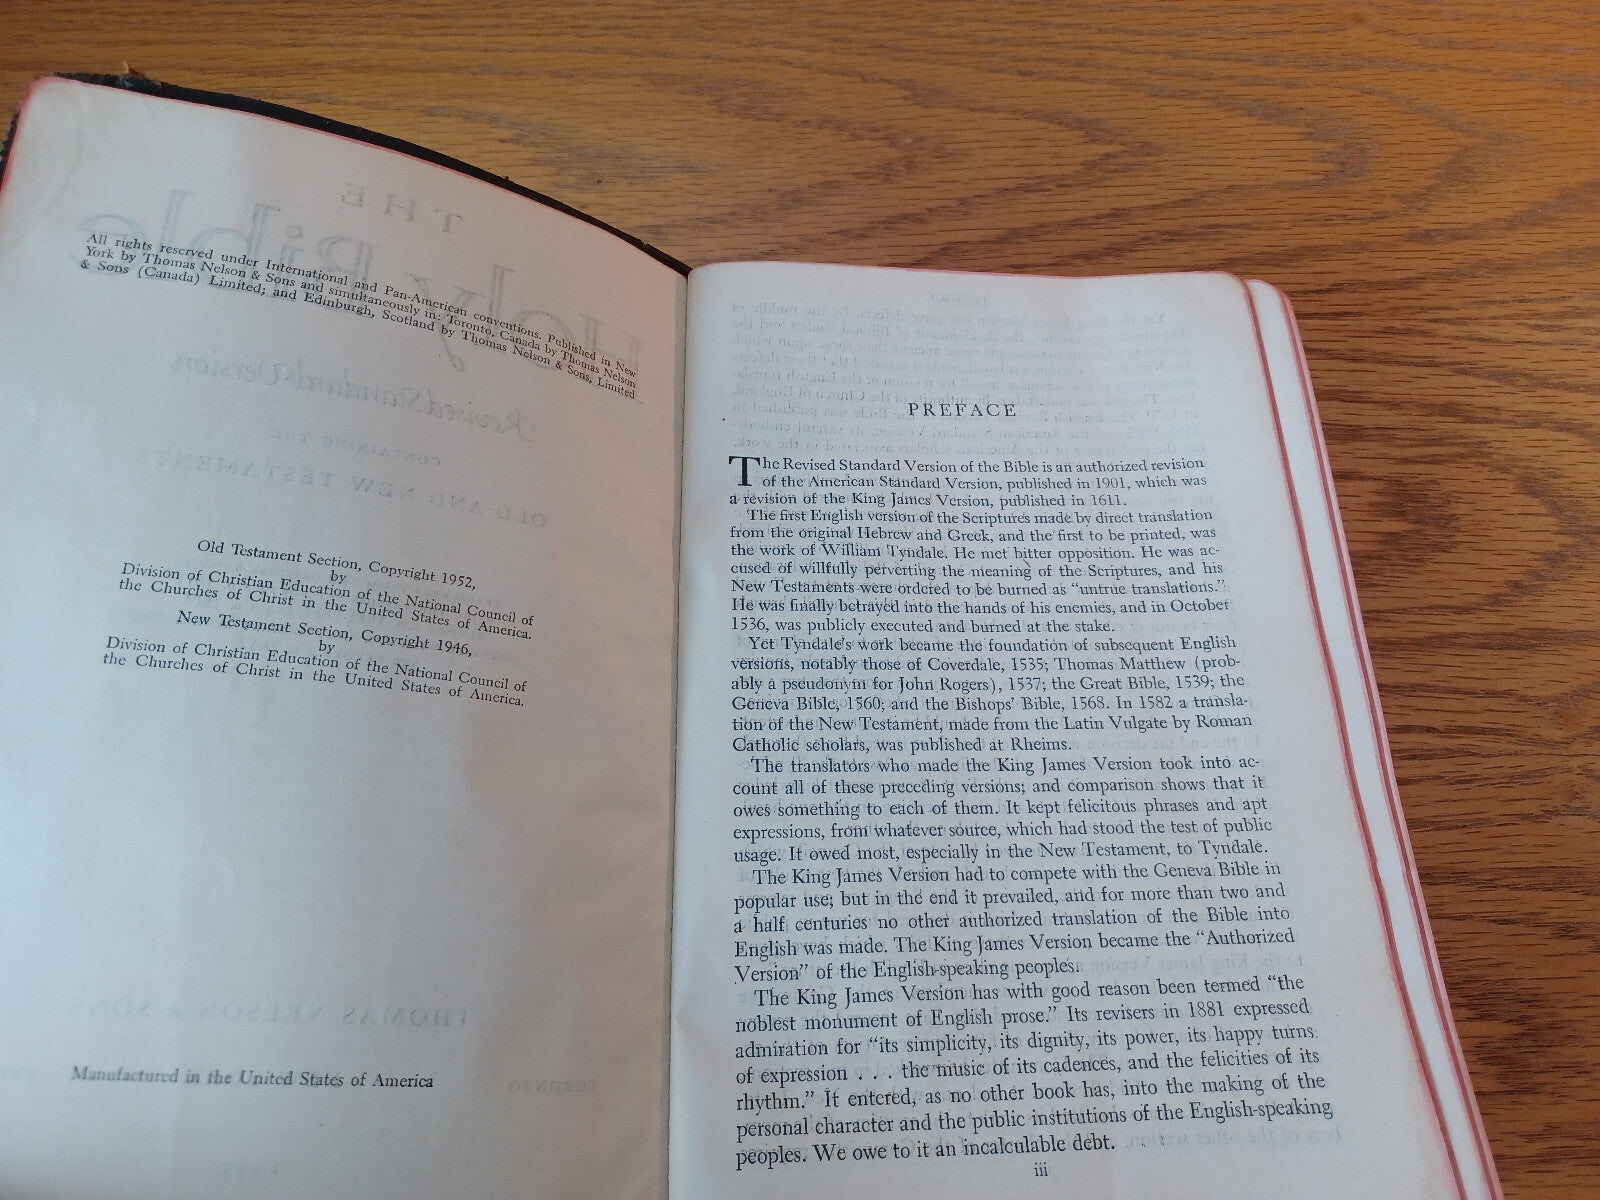 All rights reserved under International and Pan-American conventions. Published in New
York by Thomas Nelson & Sons and simultaneously in: Toronto, Canada by Thomas Nelson
& Sons (Canada) Limited; and Edinburgh, Scotland by Thomas Nelson & Sons, Limited
Old Testament Section, Copyright 1952,
by
Division of Christian Education of the National Council of
the Churches of Christ in the United States of America.
New Testament Section, Copyright 1946,
by
Division of Christian Education of the National Council of
the Churches of Christ in the United States of America.
Manufactured in the United States of America
PREFACE
The Revised Standard Version of the Bible is an authorized revision
of the American Standard Version, published in 1901, which was
a revision of the King James Version, published in 1611.
The first English version of the Scriptures made by direct translation
from the original Hebrew and Greek, and the first to be printed, was
the work of William Tyndale. He met bitter opposition. He was ac-
cused of willfully perverting the meaning of the Scriptures, and his
New Testaments were ordered to be burned as "untrue translations."
He was finally betrayed into the hands of his enemies, and in October
1536, was publicly executed and burned at the stake.
Yet Tyndale's work became the foundation of subsequent English
versions, notably those of Coverdale, 1535; Thomas Matthew (prob-
ably a pseudonym for John Rogers), 1537; the Great Bible, 1539; the
Geneva Bible, 1560; and the Bishops' Bible, 1568. In 1582 a transla-
tion of the New Testament, made from the Latin Vulgate by Roman
Catholic scholars, was published at Rheims.
The translators who made the King James Version took into ac-
count all of these preceding versions; and comparison shows that it
owes something to each of them. It kept felicitous phrases and apt
expressions, from whatever source, which had stood the test of public
usage. It owed most, especially in the New Testament, to Tyndale.
The King James Version had to compete with the Geneva Bible in
popular use; but in the end it prevailed, and for more than two and
a half centuries no other authorized translation of the Bible into
English was made. The King James Version became the "Authorized
Version" of the English-speaking peoples.
The King James Version has with good reason been termed "the
noblest monument of English prose." Its revisers in 1881 expressed
admiration for "its simplicity, its dignity, its power, its happy turns
of expression . . . the music of its cadences, and the felicities of its
rhythm." It entered, as no other book has, into the making of the
personal character and the public institutions of the English-speaking
peoples. We owe to it an incalculable debt.
iii